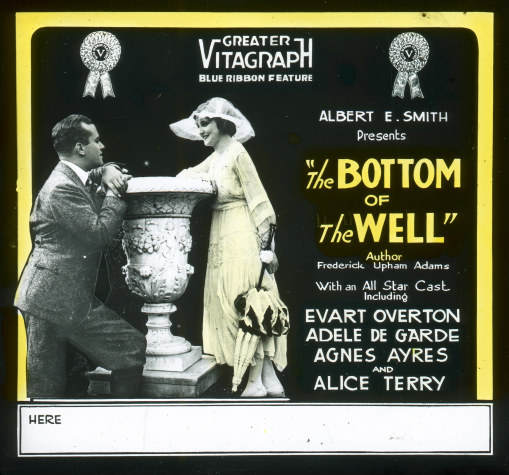 V
V
GREATER
VITAGRAPH
BLUE RIBBON FEATURE
ALBERT E. SMITH
Presents
"The BOTTOM
OF
The WELL"
Author
Frederick Upham Adams
With an All Star Cast
Including
EVART OVERTON
ADELE DE GARDE
AGNES AYRES
AND
ALICE TERRY
HERE